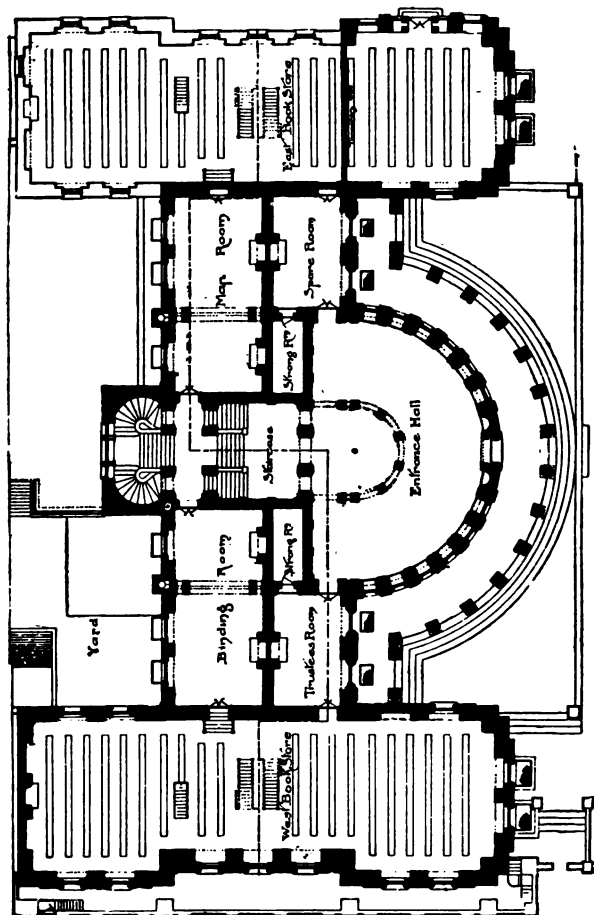 East Book Store
Map Room
Spare Room
Strong Rm
Staircase
Entrance Hall
Strong Rm
Binding Room
Trustees Room
Yard
West Book Store